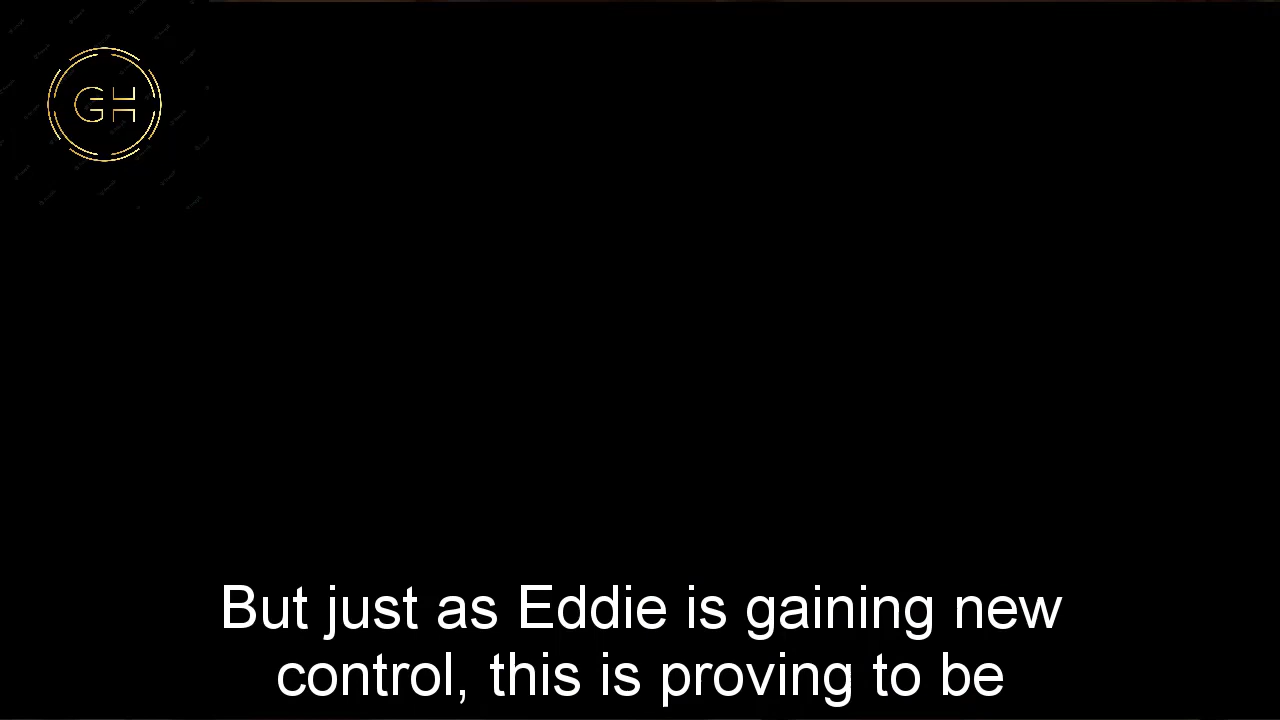 GH
But just as Eddie is gaining new
control, this is proving to be